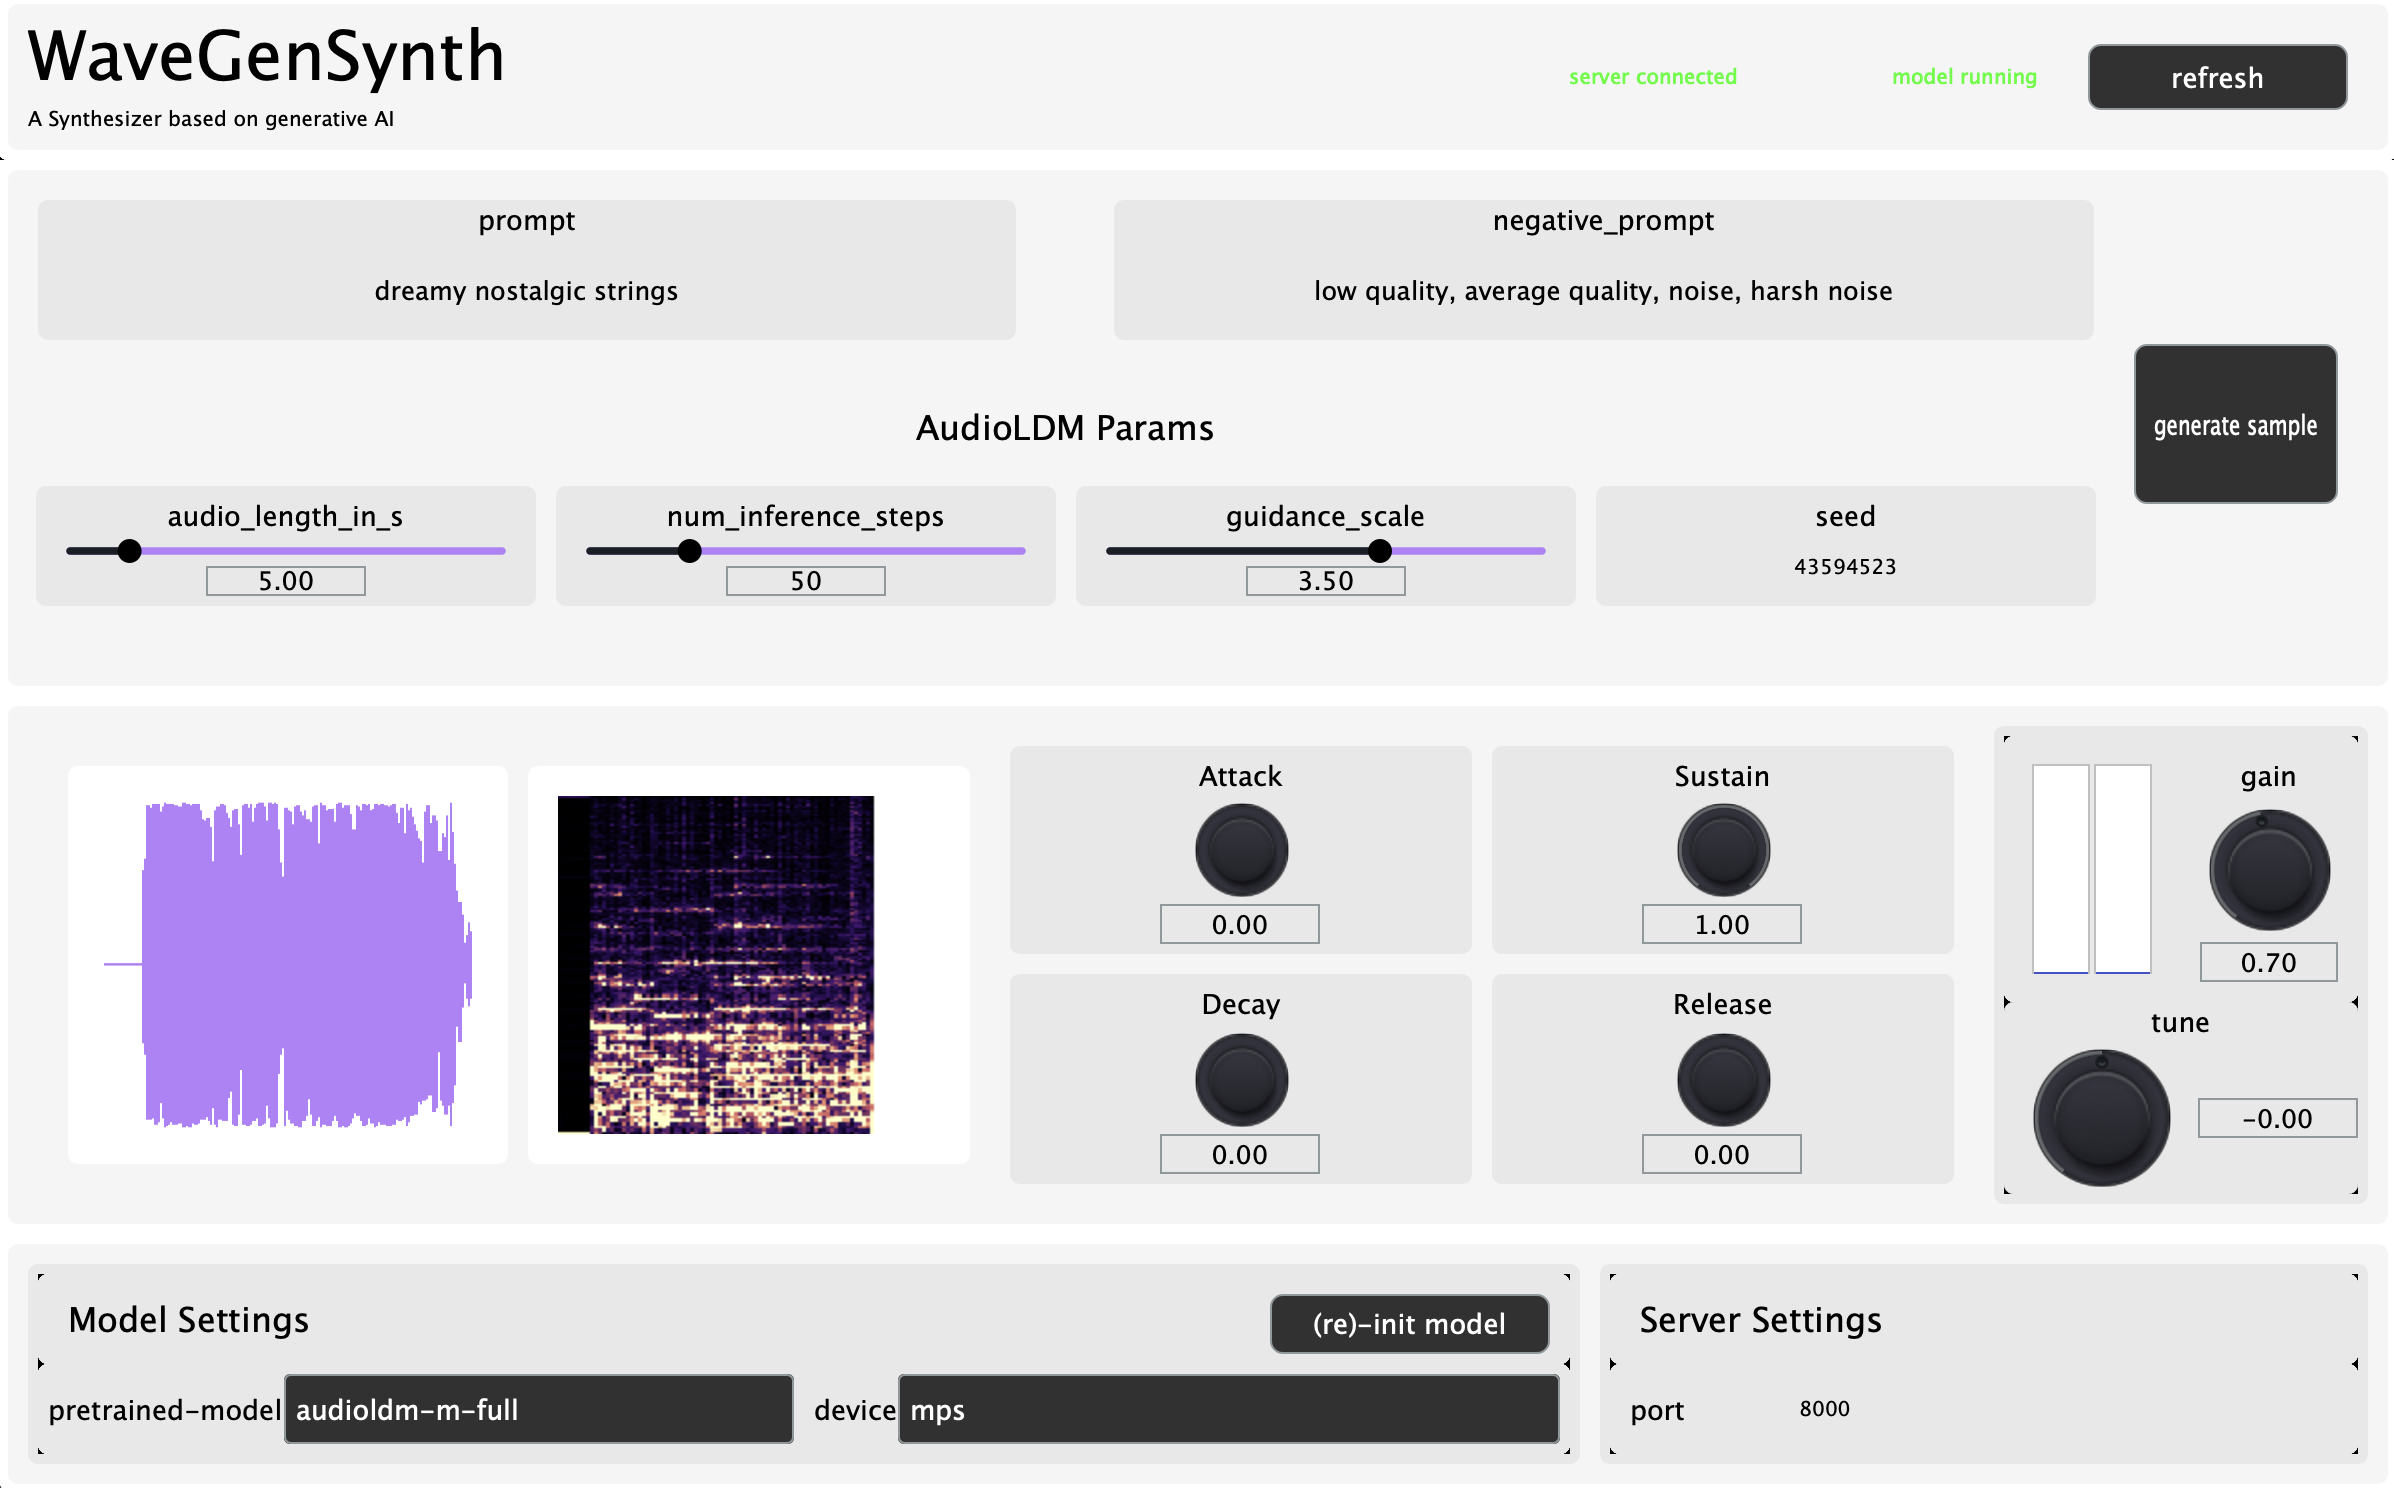 WaveGenSynth
A Synthesizer based on generative AI
server connected
model running
refresh
prompt
dreamy nostalgic strings
negative_prompt
low quality, average quality, noise, harsh noise
generate sample
AudioLDM Params
audio_length_in_s
5.00
num_inference_steps
50
guidance_scale
3.50
seed
43594523
Attack
0.00
Sustain
1.00
Decay
0.00
Release
0.00
gain
0.70
tune
-0.00
Model Settings
(re)-init model
pretrained-model
audioldm-m-full
device
mps
Server Settings
port
8000